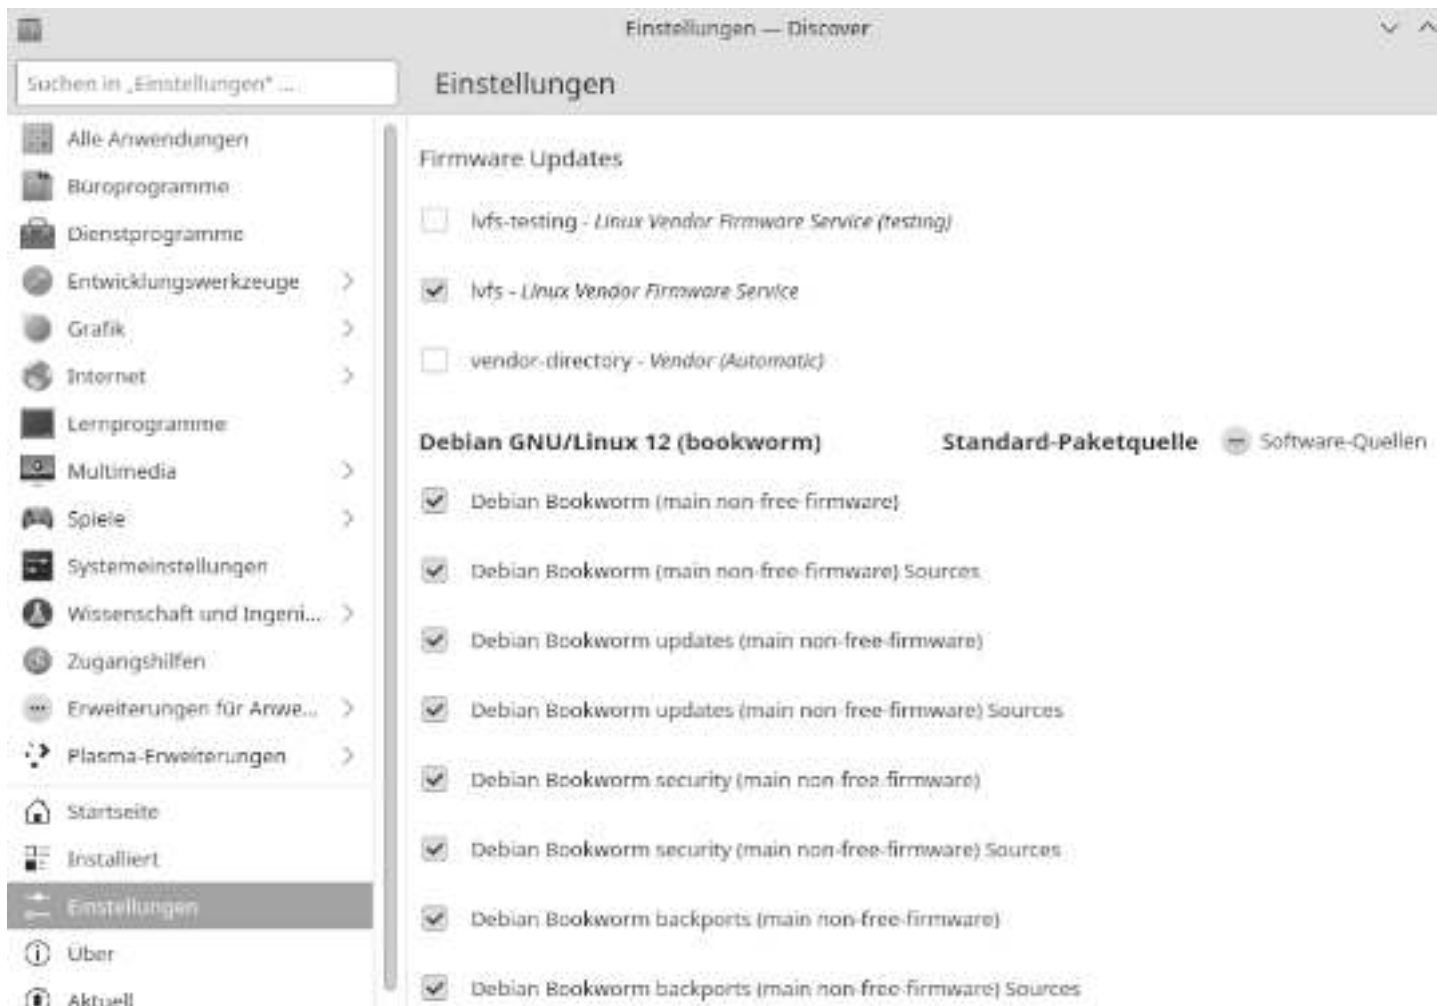 Einstellungen — Discover
Suchen in „Einstellungen“ ...
Einstellungen
Alle Anwendungen
Büroprogramme
Dienstprogramme
Entwicklungswerkzeuge
Grafik
Internet
Lernprogramme
Multimedia
Spiele
Systemeinstellungen
Wissenschaft und Ingeni...
Zugangshilfen
Erweiterungen für Anwe...
Plasma-Erweiterungen
Startseite
Installiert
Einstellungen
Über
Aktuell
Firmware Updates
lvfs-testing - Linux Vendor Firmware Service (testing)
lvfs - Linux Vendor Firmware Service
vendor-directory - Vendor (Automatic)
Debian GNU/Linux 12 (bookworm) Standard-Paketquelle Software-Quellen
Debian Bookworm (main non-free-firmware)
Debian Bookworm (main non-free-firmware) Sources
Debian Bookworm updates (main non-free-firmware)
Debian Bookworm updates (main non-free-firmware) Sources
Debian Bookworm security (main non-free-firmware)
Debian Bookworm security (main non-free-firmware) Sources
Debian Bookworm backports (main non-free-firmware)
Debian Bookworm backports (main non-free-firmware) Sources